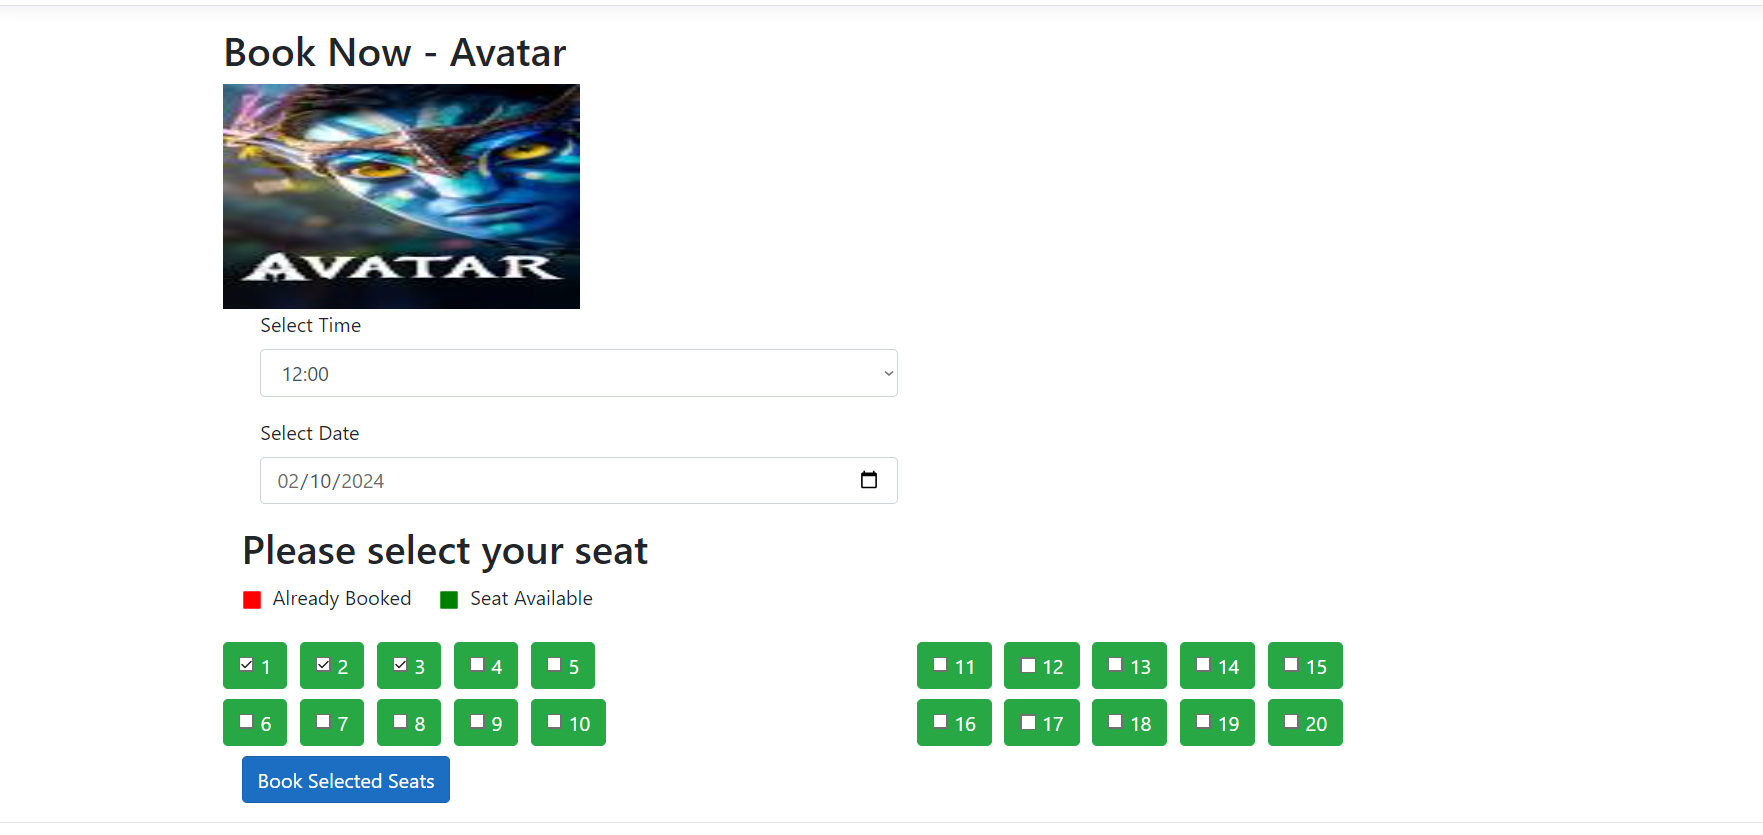 Book Now - Avatar
AVATAR
Select Time
12:00
Select Date
02/10/2024
Please select your seat
Already Booked Seat Available
1 2 3 4 5 11 12 13 14 15
6 7 8 9 10 16 17 18 19 20
Book Selected Seats